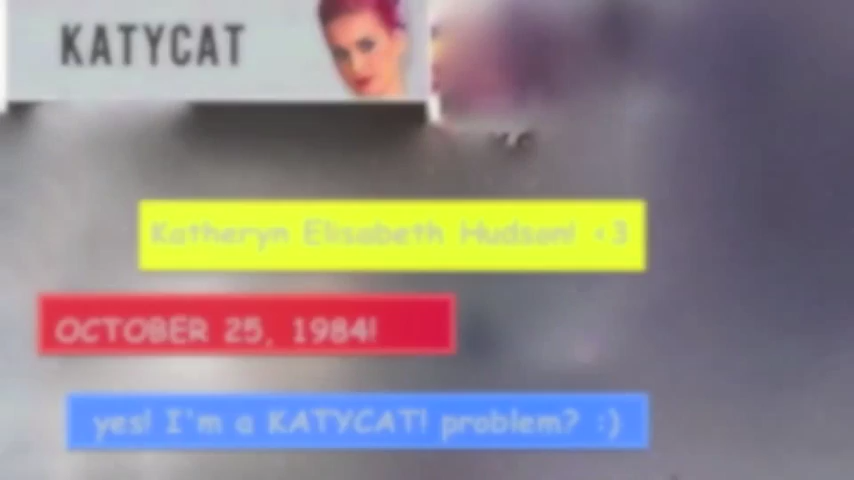 KATYCAT
Katheryn Elisabeth Hudson! <3
OCTOBER 25, 1984!
yes! I'm a KATYCAT! problem? :)